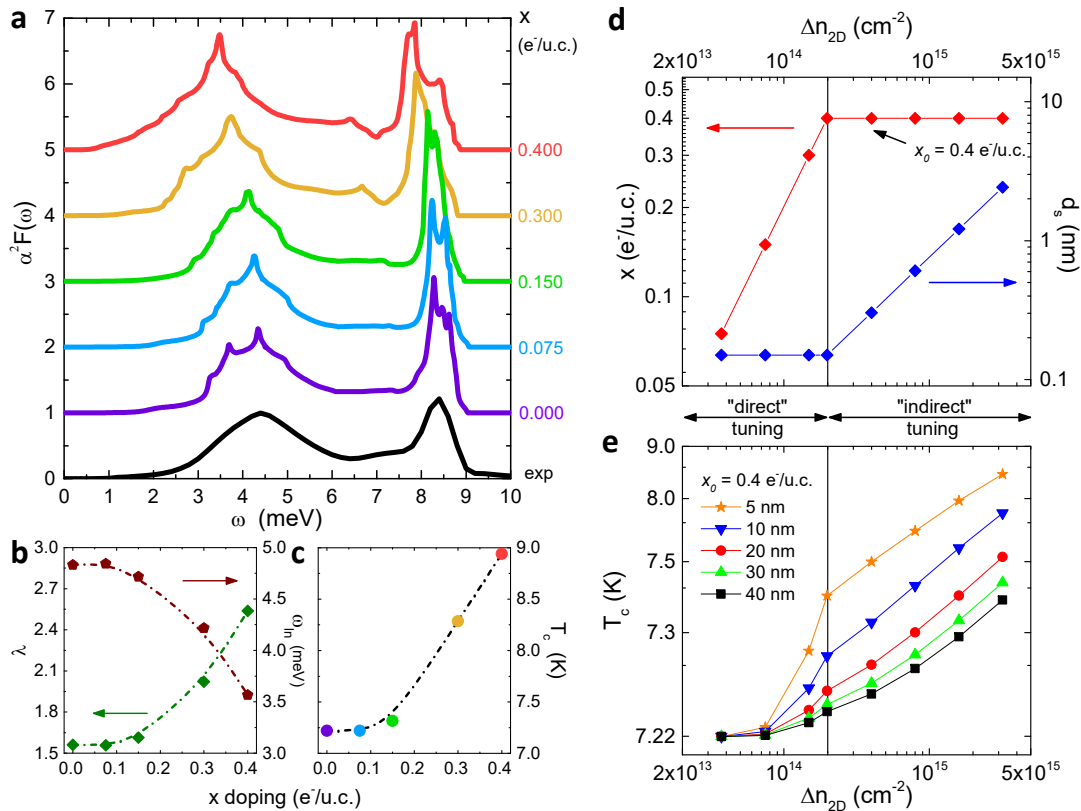 a
x
(e⁻/u.c.)
7
6
5
4
3
2
1
0
α²F(ω)
0.400
0.300
0.150
0.075
0.000
exp
0 1 2 3 4 5 6 7 8 9 10
ω (meV)
b
3.0
2.7
2.4
2.1
1.8
1.5
λ
5.0
4.5
4.0
3.5
3.0
ω_ln (meV)
0.0 0.1 0.2 0.3 0.4
c
9.0
8.5
8.0
7.5
7.0
T_c (K)
0.0 0.1 0.2 0.3 0.4
x doping (e⁻/u.c.)
d
Δn_2D (cm⁻²)
2x10¹³ 10¹⁴ 10¹⁵ 5x10¹⁵
0.5
0.4
0.3
0.2
0.1
0.05
x (e⁻/u.c.)
x₀ = 0.4 e⁻/u.c.
10
1
0.1
d_s (nm)
"direct" tuning
"indirect" tuning
e
9.0
8.0
7.5
7.3
7.22
T_c (K)
x₀ = 0.4 e⁻/u.c.
5 nm
10 nm
20 nm
30 nm
40 nm
2x10¹³ 10¹⁴ 10¹⁵ 5x10¹⁵
Δn_2D (cm⁻²)